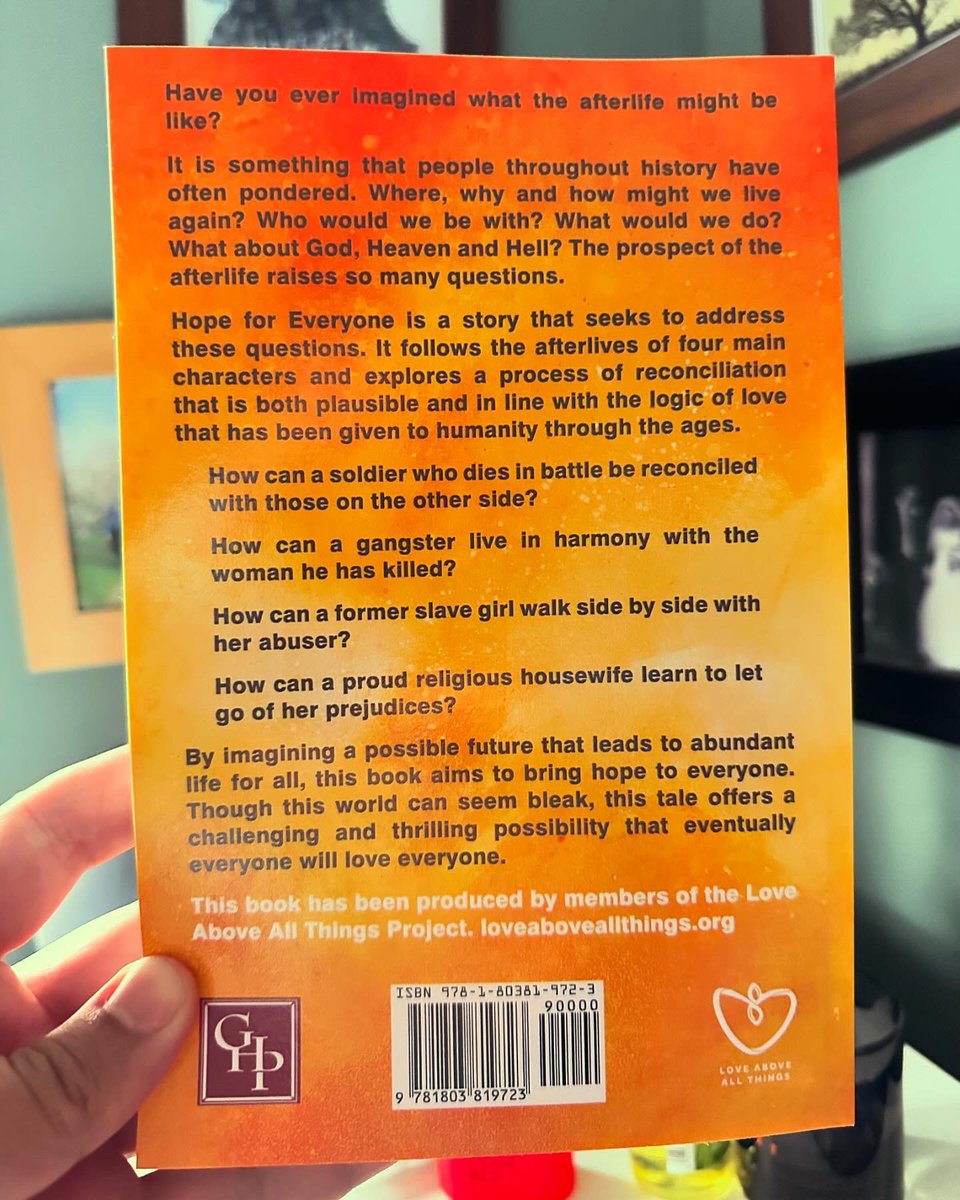 Have you ever imagined what the afterlife might be
like?
It is something that people throughout history have
often pondered. Where, why and how might we live
again? Who would we be with? What would we do?
What about God, Heaven and Hell? The prospect of the
afterlife raises so many questions.
Hope for Everyone is a story that seeks to address
these questions. It follows the afterlives of four main
characters and explores a process of reconciliation
that is both plausible and in line with the logic of love
that has been given to humanity through the ages.
How can a soldier who dies in battle be reconciled
with those on the other side?
How can a gangster live in harmony with the
woman he has killed?
How can a former slave girl walk side by side with
her abuser?
How can a proud religious housewife learn to let
go of her prejudices?
By imagining a possible future that leads to abundant
life for all, this book aims to bring hope to everyone.
Though this world can seem bleak, this tale offers a
challenging and thrilling possibility that eventually
everyone will love everyone.
This book has been produced by members of the Love
Above All Things Project. loveaboveallthings.org
GHP
ISBN 978-1-80381-972-3
90000
9 781803 819723
LOVE ABOVE
ALL THINGS